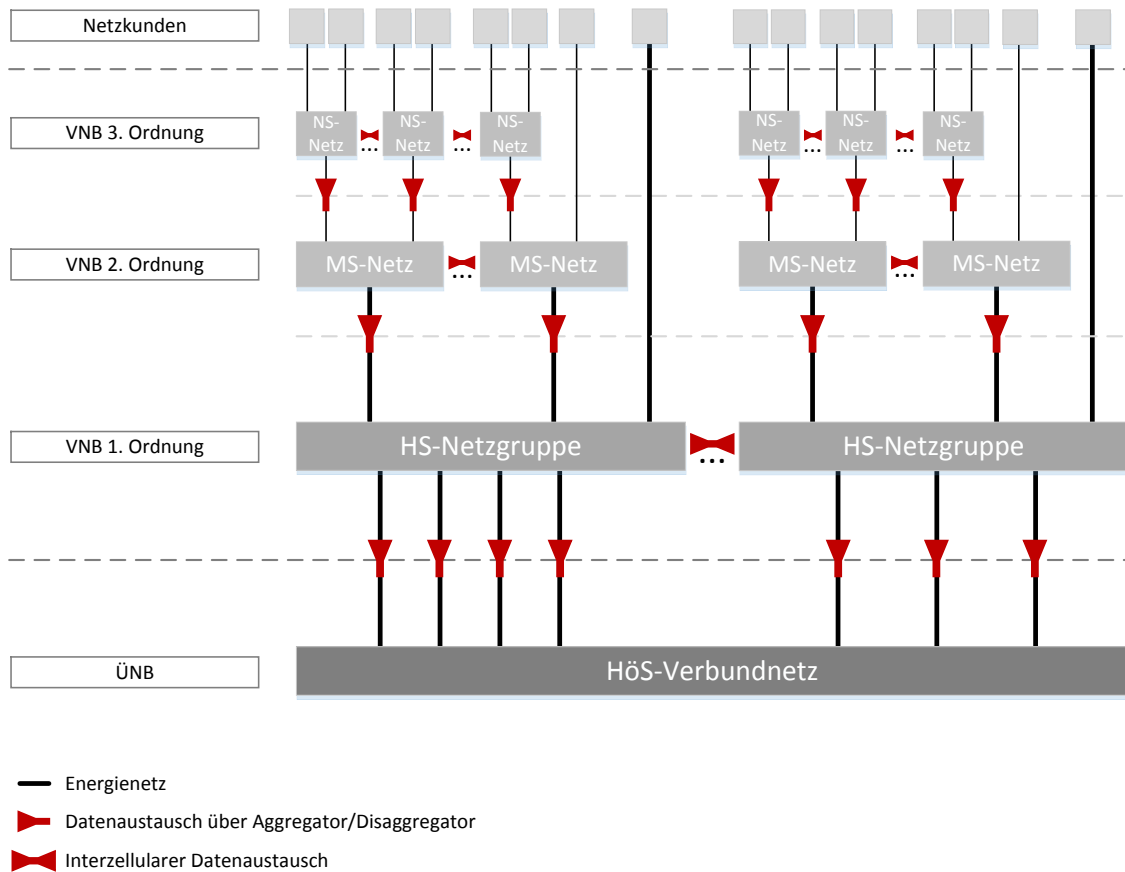 Netzkunden
VNB 3. Ordnung
NS-
Netz
...
NS-
Netz
...
NS-
Netz
NS-
Netz
...
NS-
Netz
...
NS-
Netz
VNB 2. Ordnung
MS-Netz
...
MS-Netz
MS-Netz
...
MS-Netz
VNB 1. Ordnung
HS-Netzgruppe
...
HS-Netzgruppe
ÜNB
HöS-Verbundnetz
Energienetz
Datenaustausch über Aggregator/Disaggregator
Interzellularer Datenaustausch